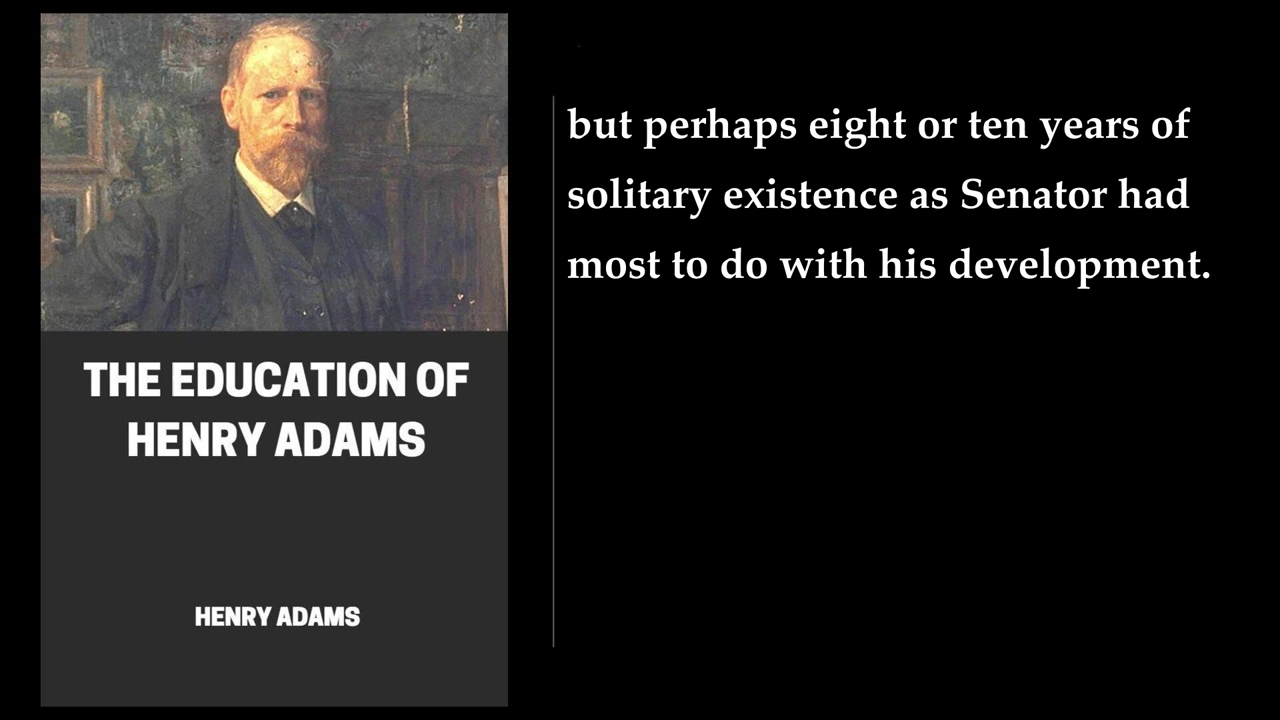 THE EDUCATION OF
HENRY ADAMS
HENRY ADAMS
but perhaps eight or ten years of
solitary existence as Senator had
most to do with his development.